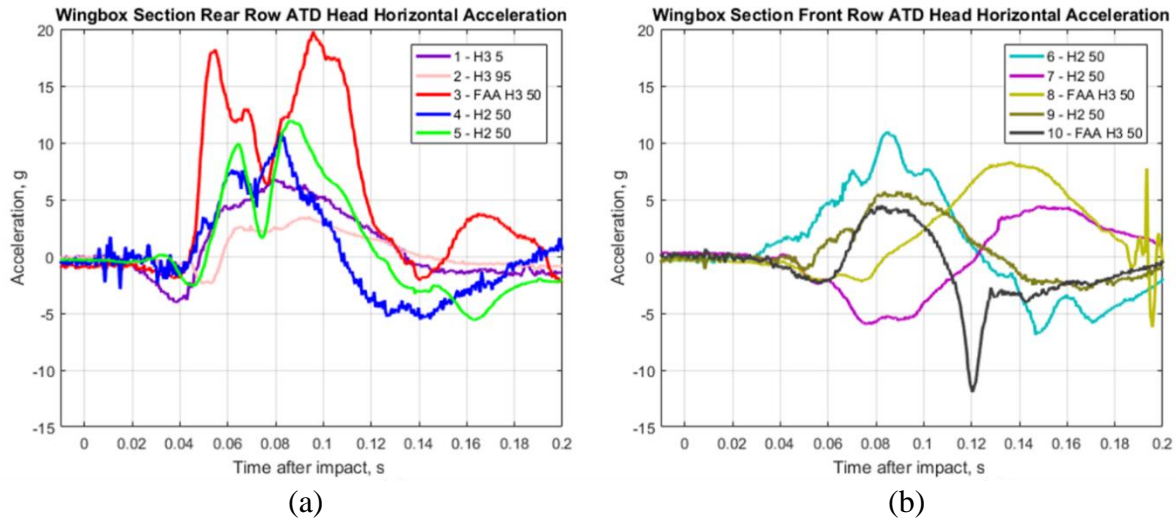 Wingbox Section Rear Row ATD Head Horizontal Acceleration
20
15
10
5
0
-5
-10
-15
Acceleration, g
1 - H3 5
2 - H3 95
3 - FAA H3 50
4 - H2 50
5 - H2 50
0 0.02 0.04 0.06 0.08 0.1 0.12 0.14 0.16 0.18 0.2
Time after impact, s
(a)
Wingbox Section Front Row ATD Head Horizontal Acceleration
20
15
10
5
0
-5
-10
-15
Acceleration, g
6 - H2 50
7 - H2 50
8 - FAA H3 50
9 - H2 50
10 - FAA H3 50
0 0.02 0.04 0.06 0.08 0.1 0.12 0.14 0.16 0.18 0.2
Time after impact, s
(b)